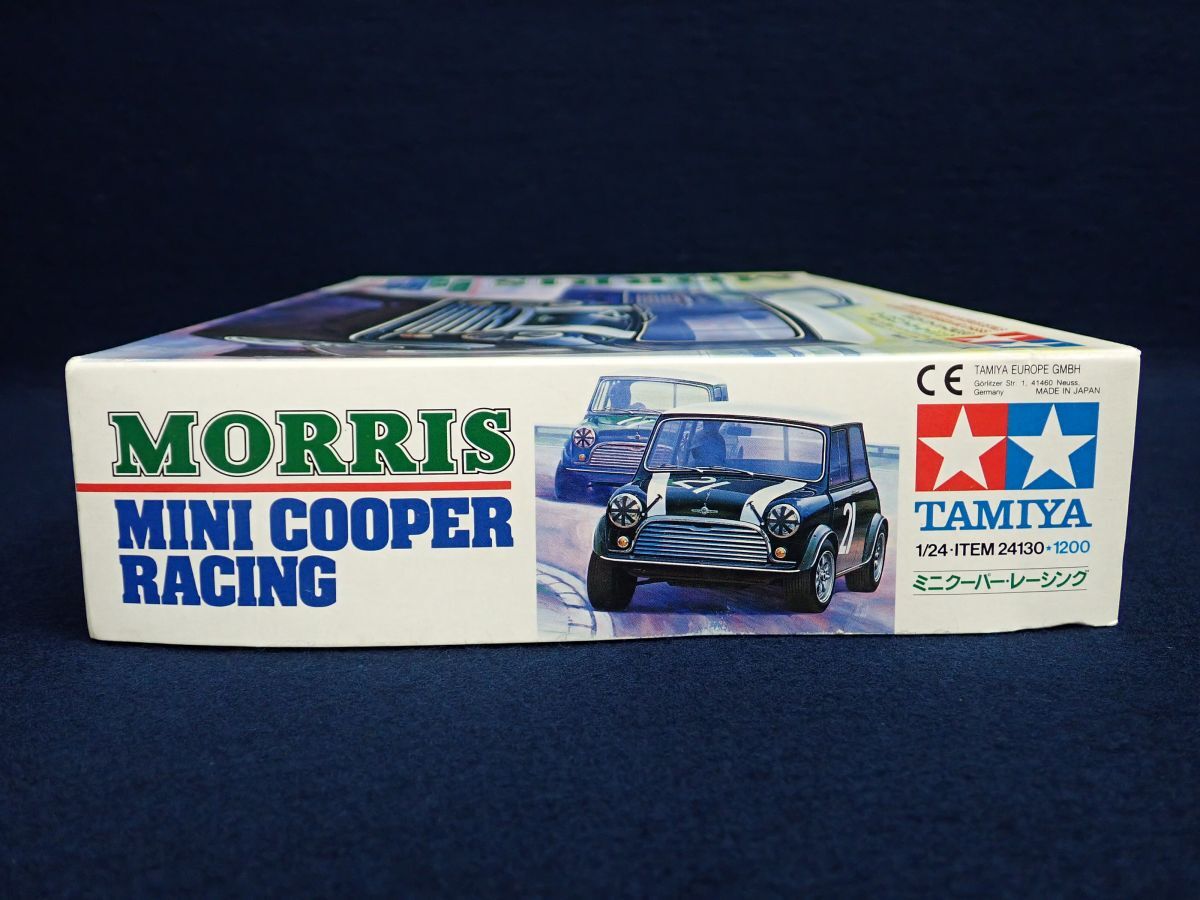 MORRIS
MINI COOPER
RACING
21
21
CE
TAMIYA EUROPE GMBH
Görlitzer Str. 1, 41460 Neuss,
Germany
MADE IN JAPAN
TAMIYA
1/24・ITEM 24130★1200
ミニクーパー・レーシング